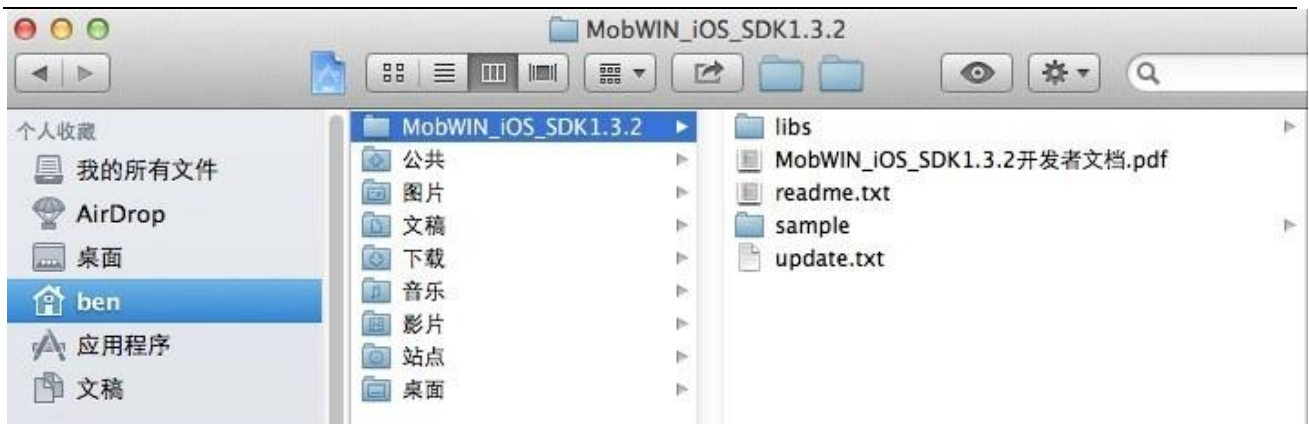 MobWIN_iOS_SDK1.3.2
个人收藏
我的所有文件
AirDrop
桌面
ben
应用程序
文稿
MobWIN_iOS_SDK1.3.2
公共
图片
文稿
下载
音乐
影片
站点
桌面
libs
MobWIN_iOS_SDK1.3.2开发者文档.pdf
readme.txt
sample
update.txt